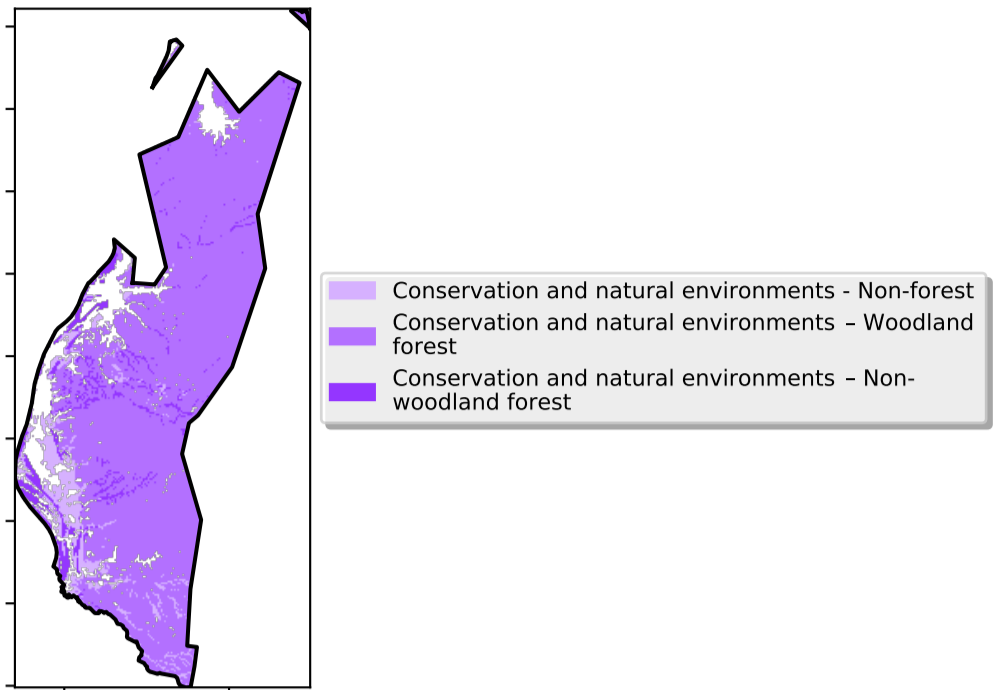 Conservation and natural environments - Non-forest
Conservation and natural environments – Woodland
forest
Conservation and natural environments – Non-
woodland forest